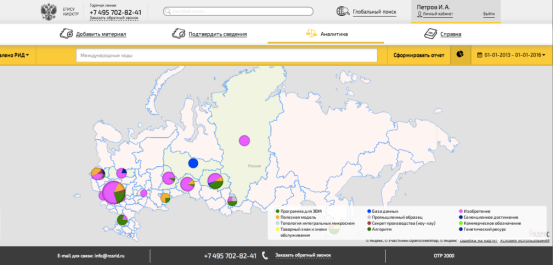 ЕГИСУ
НИОКТР
Горячая линия
+7 495 702-82-41
Заказать обратный звонок
Глобальный поиск
Петров И. А.
Личный кабинет
Выйти
Добавить материал
Подтвердить сведения
Аналитика
Справка
Международные коды
Сформировать отчет
01-01-2013 - 01-01-2016
Россия
Программа для ЭВМ
База данных
Изобретение
Полезная модель
Промышленный образец
Селекционное достижение
Топология интегральных микросхем
Секрет производства (ноу-хау)
Коммерческое обозначение
Товарный знак и знаки обслуживания
Алгоритм
Генетический ресурс
E-mail для связи: info@rosrid.ru
+7 495 702-82-41
Заказать обратный звонок
ОТР 2000